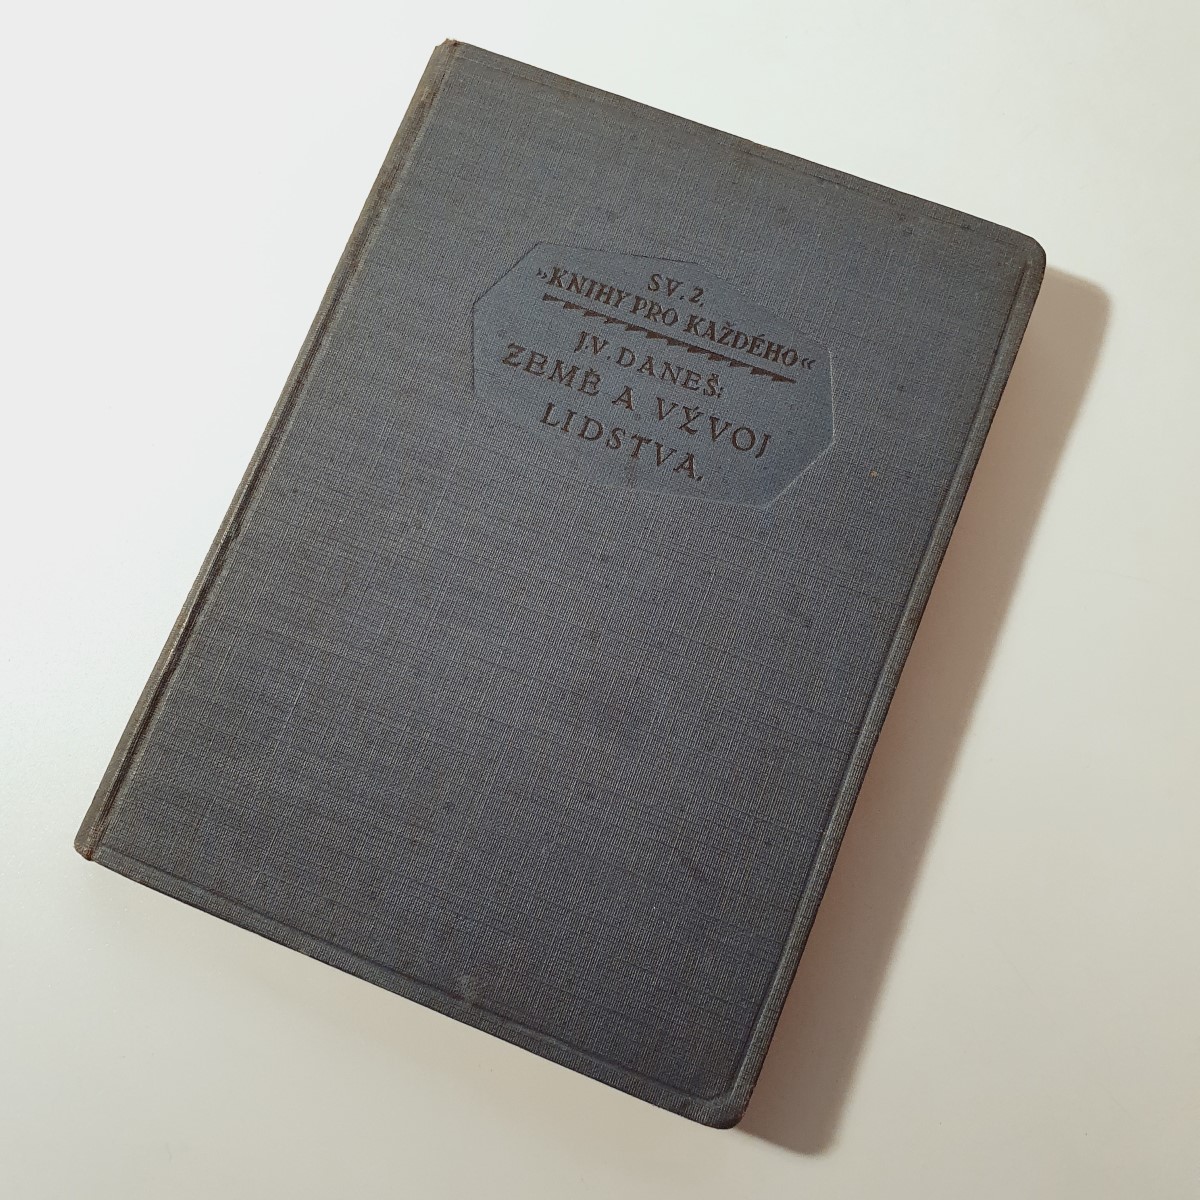 SV. 2.
»KNIHY PRO KAŽDÉHO«
J.V. DANEŠ:
ZEMĚ A VÝVOJ
LIDSTVA.